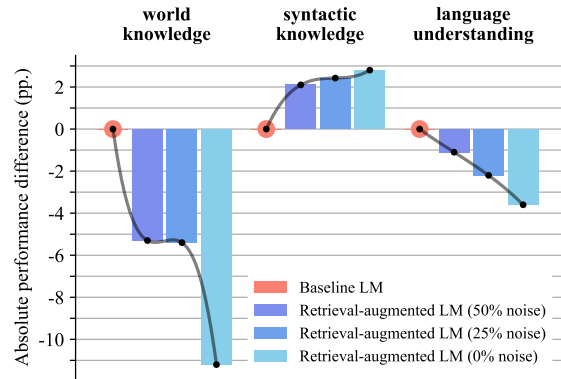 world
knowledge
syntactic
knowledge
language
understanding
Absolute performance difference (pp.)
2
0
-2
-4
-6
-8
-10
Baseline LM
Retrieval-augmented LM (50% noise)
Retrieval-augmented LM (25% noise)
Retrieval-augmented LM (0% noise)